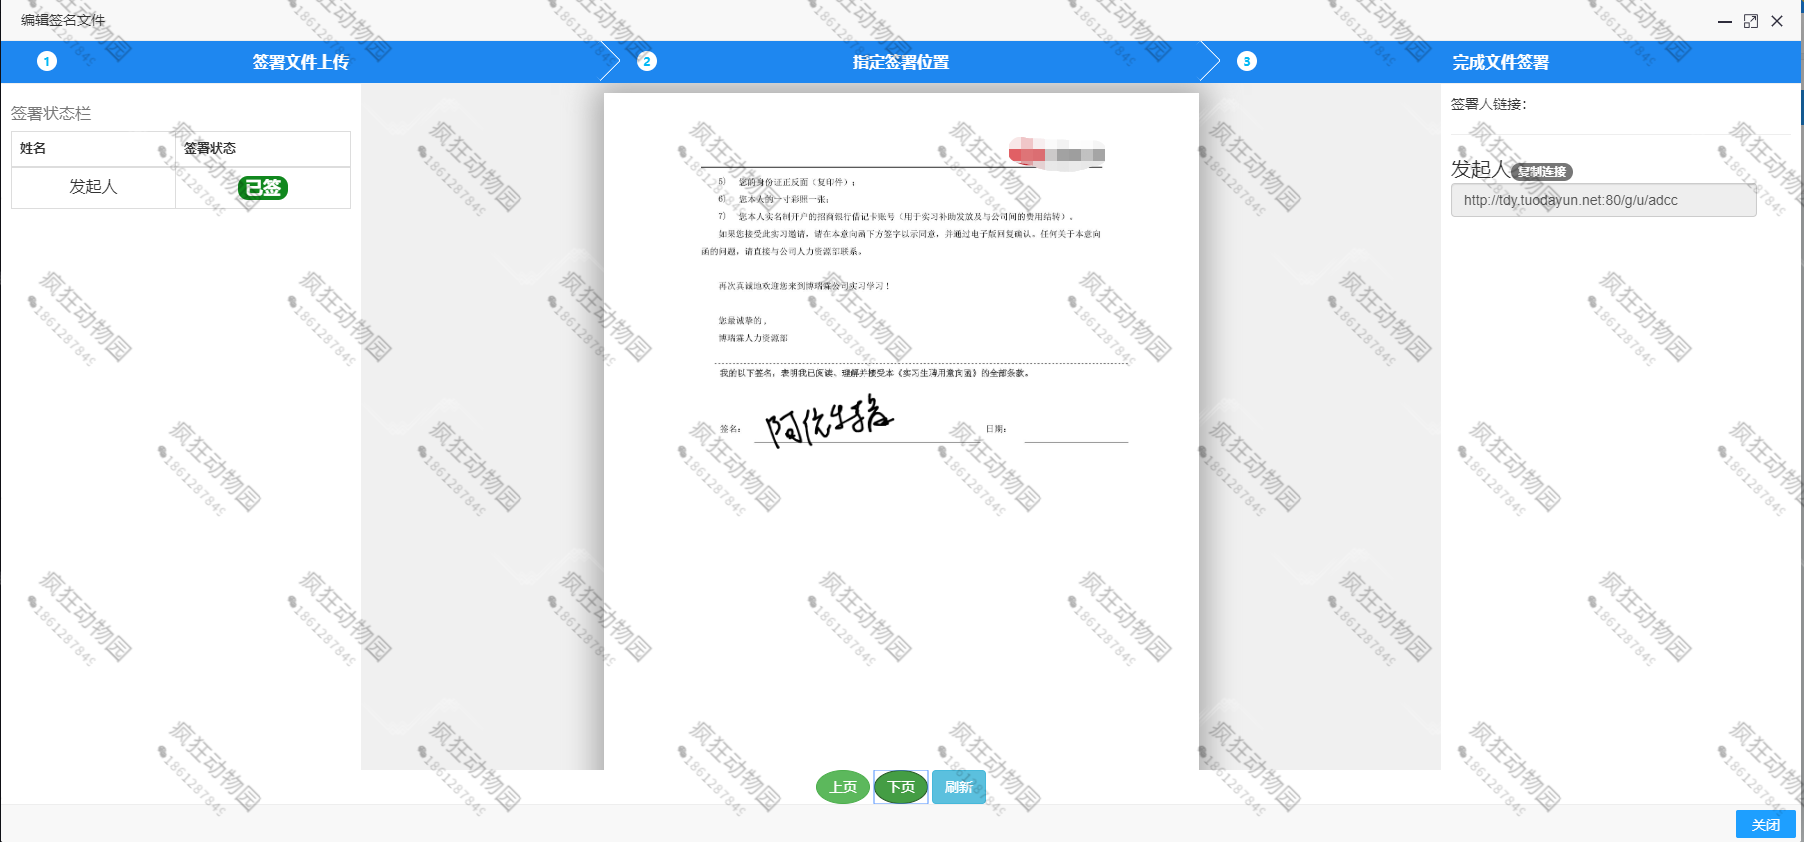 编辑签名文件
1 签署文件上传
2 指定签署位置
3 完成文件签署
签署状态栏
姓名 签署状态
发起人 已签
5） 您的身份证正反面（复印件）；
6） 您本人的一寸彩照一张；
7） 您本人实名制开户的招商银行借记卡账号（用于实习补助发放及与公司间的费用结转）。
如果您接受此实习邀请，请在本意向函下方签字以示同意，并通过电子版回复确认。任何关于本意向
函的问题，请直接与公司人力资源部联系。
再次真诚地欢迎您来到博瑞霖公司实习学习！
您最诚挚的，
博瑞霖人力资源部
我的以下签名，表明我已阅读、理解并接受本《实习生聘用意向函》的全部条款。
签名： 日期：
上页 下页 刷新
签署人链接：
发起人 复制连接
http://tdy.tuodayun.net:80/g/u/adcc
关闭
疯狂动物园
1861287849